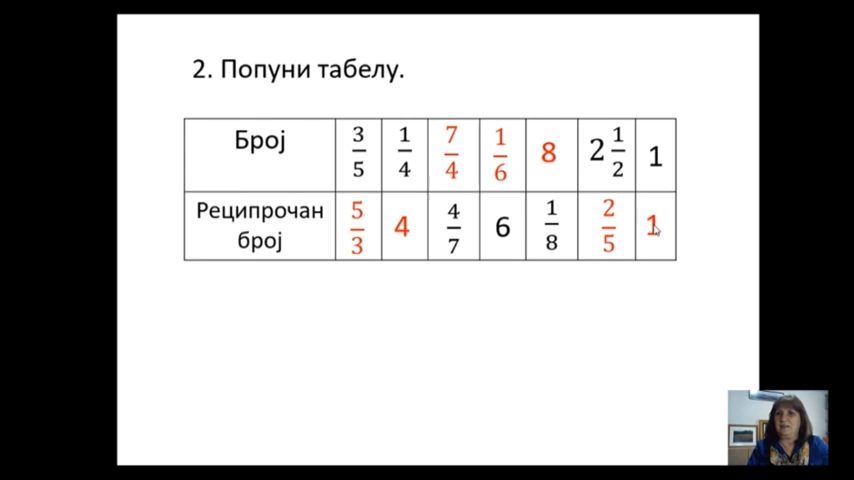 2. Попуни табелу.
Број 3/5 1/4 7/4 1/6 8 2 1/2 1
Реципрочан број 5/3 4 4/7 6 1/8 2/5 1